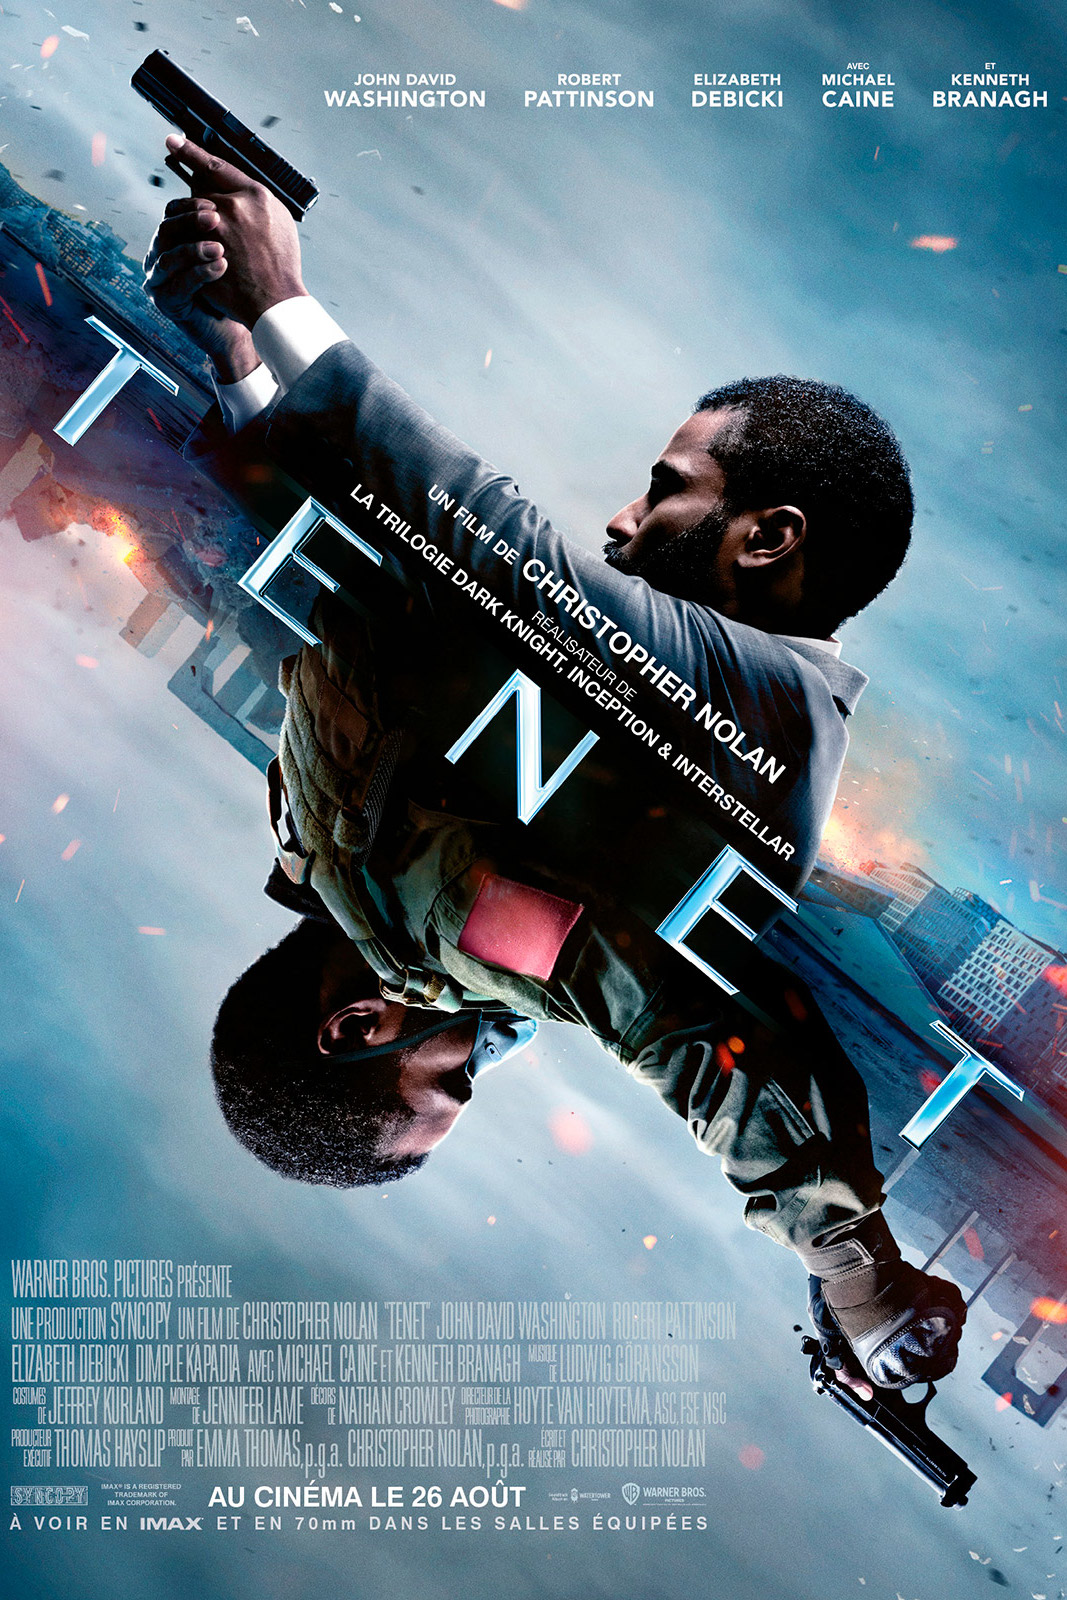 JOHN DAVID WASHINGTON
ROBERT PATTINSON
ELIZABETH DEBICKI
AVEC MICHAEL CAINE
ET KENNETH BRANAGH
UN FILM DE CHRISTOPHER NOLAN
RÉALISATEUR DE
LA TRILOGIE DARK KNIGHT, INCEPTION & INTERSTELLAR
TENET
WARNER BROS. PICTURES PRÉSENTE
UNE PRODUCTION SYNCOPY UN FILM DE CHRISTOPHER NOLAN "TENET" JOHN DAVID WASHINGTON ROBERT PATTINSON
ELIZABETH DEBICKI DIMPLE KAPADIA AVEC MICHAEL CAINE ET KENNETH BRANAGH MUSIQUE DE LUDWIG GÖRANSSON
COSTUMES DE JEFFREY KURLAND MONTAGE DE JENNIFER LAME DÉCORS DE NATHAN CROWLEY DIRECTEUR DE LA PHOTOGRAPHIE HOYTE VAN HOYTEMA, ASC, FSF, NSC
PRODUCTEUR EXÉCUTIF THOMAS HAYSLIP PRODUIT PAR EMMA THOMAS, p.g.a. CHRISTOPHER NOLAN, p.g.a. ÉCRIT ET RÉALISÉ PAR CHRISTOPHER NOLAN
SYNCOPY
IMAX® IS A REGISTERED
TRADEMARK OF
IMAX CORPORATION.
AU CINÉMA LE 26 AOÛT
WATERTOWER
WARNER BROS.
PICTURES
À VOIR EN IMAX® ET EN 70mm DANS LES SALLES ÉQUIPÉES